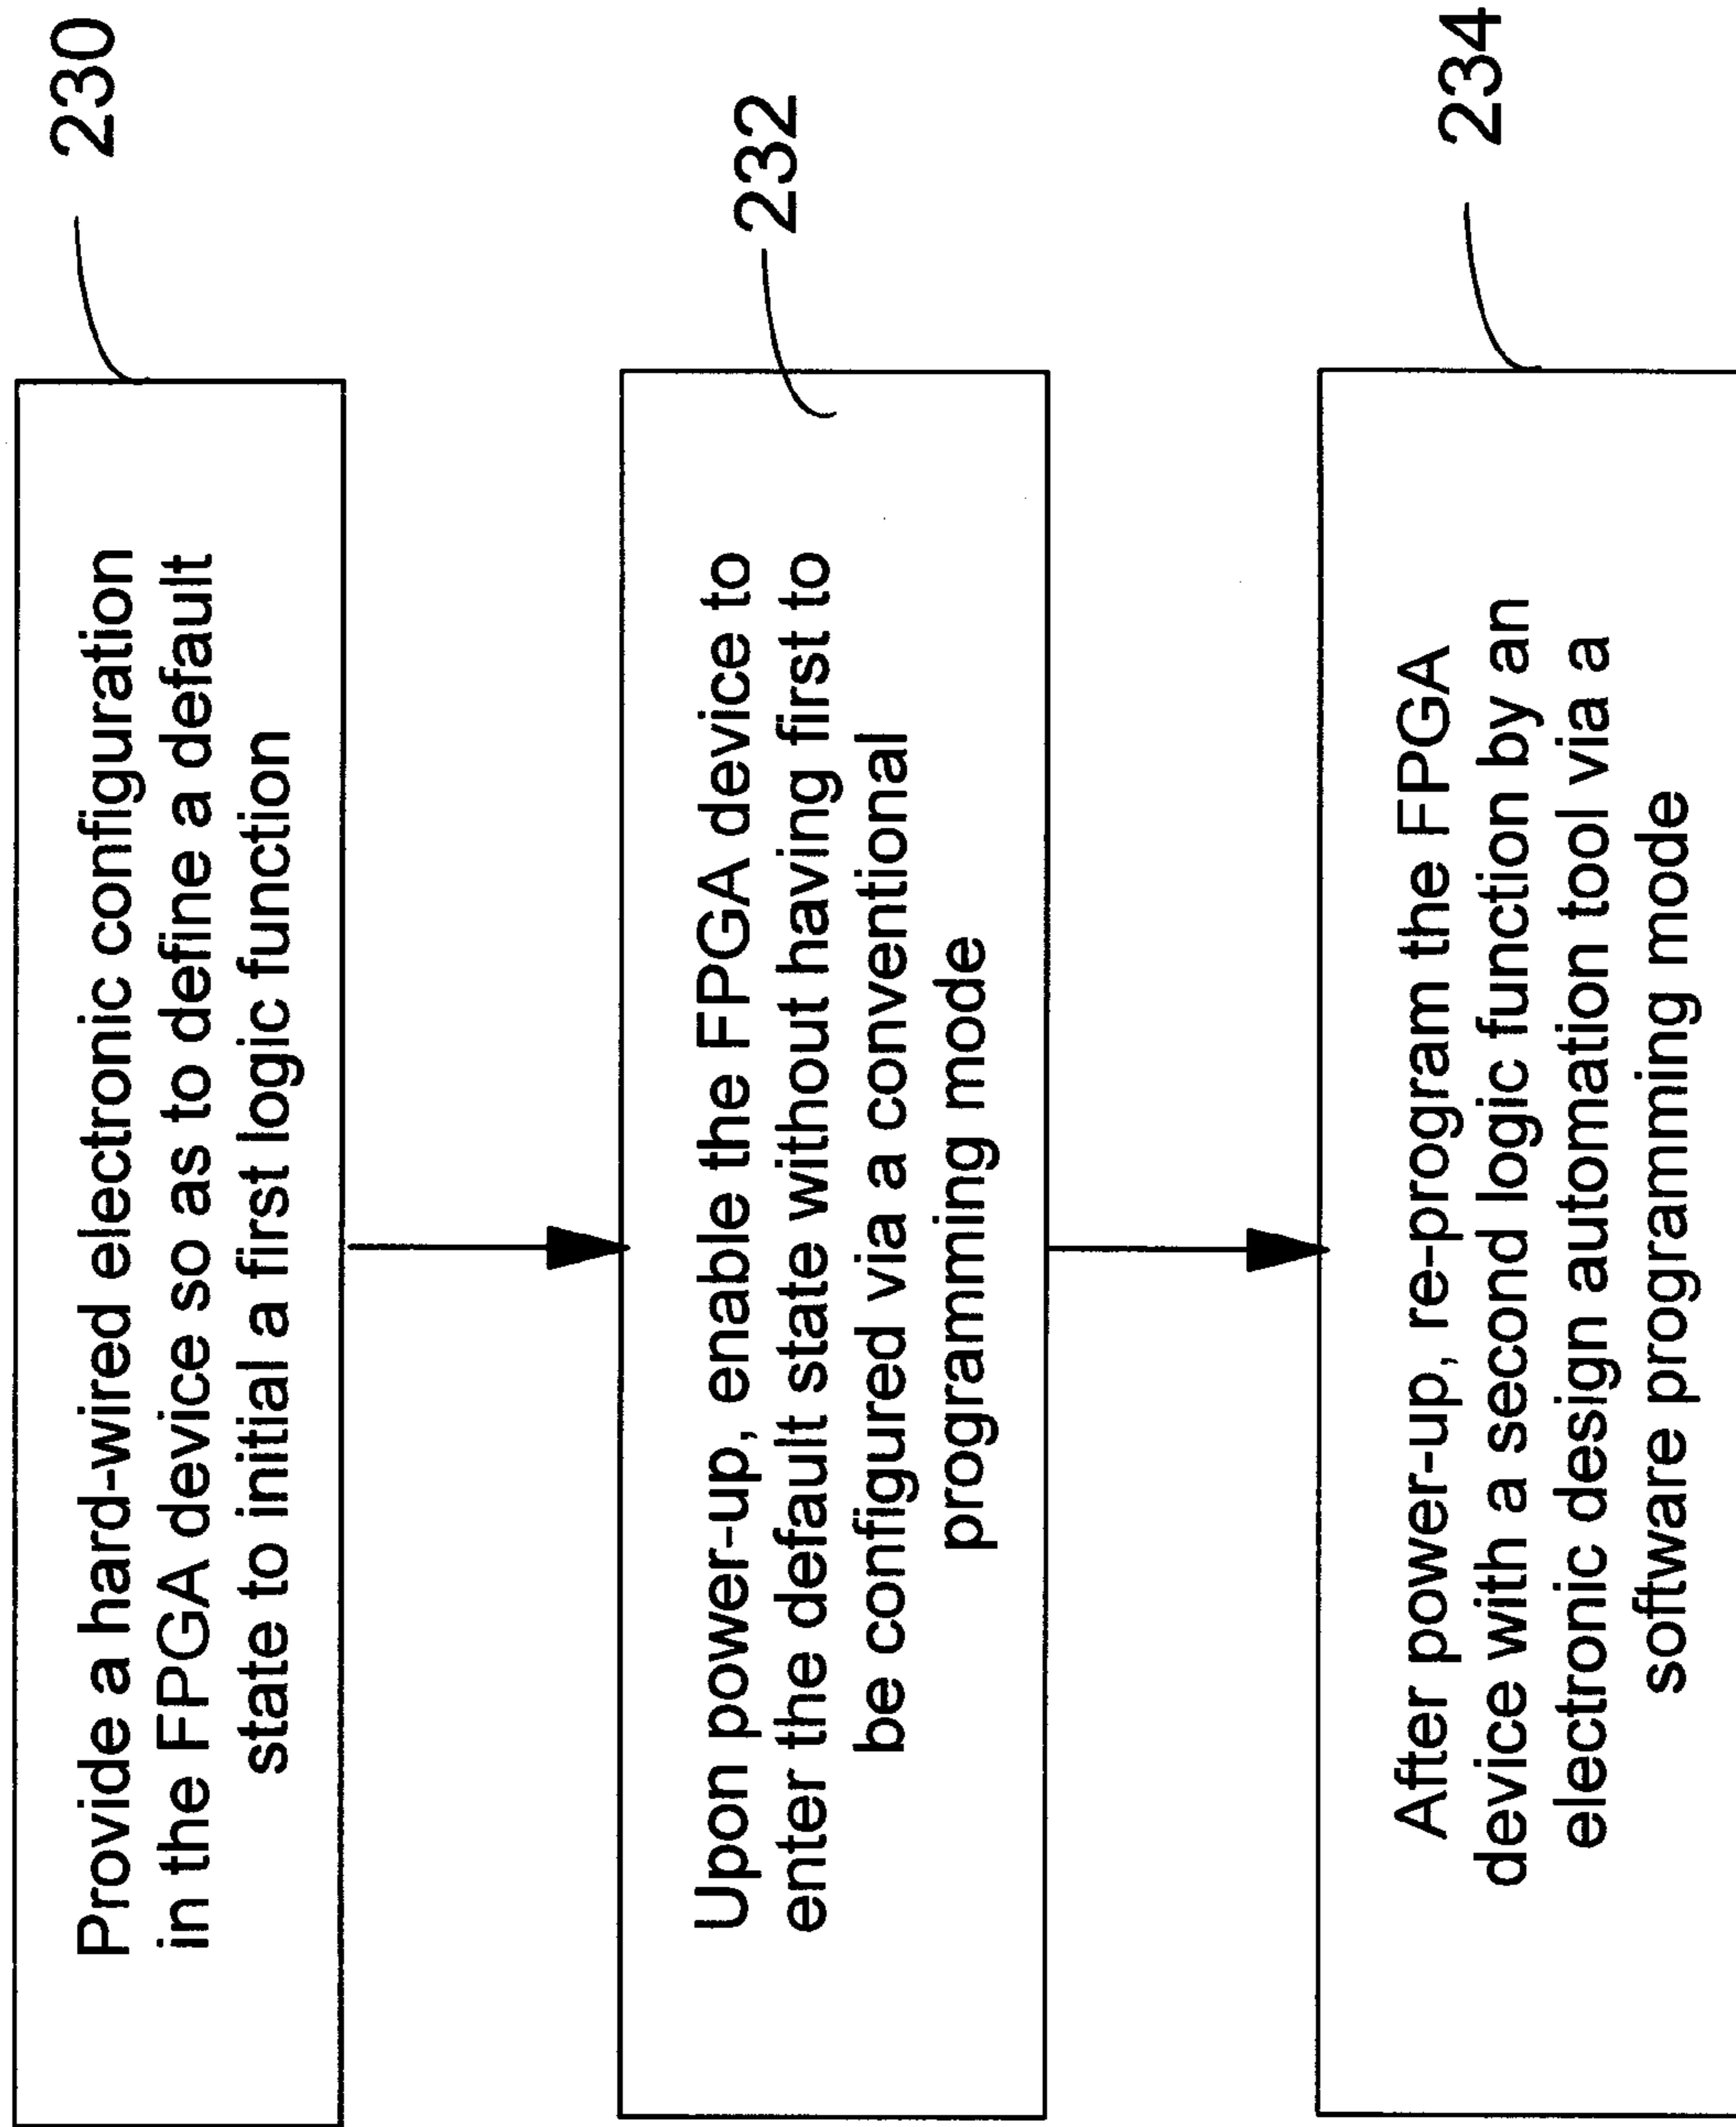 230
Provide a hard-wired electronic configuration
in the FPGA device so as to define a default
state to initial a first logic function
232
Upon power-up, enable the FPGA device to
enter the default state without having first to
be configured via a conventional
programming mode
234
After power-up, re-program the FPGA
device with a second logic function by an
electronic design automation tool via a
software programming mode